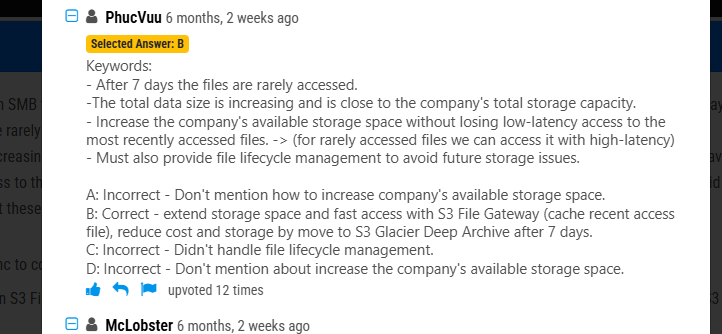 PhucVuu 6 months, 2 weeks ago
Selected Answer: B
Keywords:
- After 7 days the files are rarely accessed.
-The total data size is increasing and is close to the company's total storage capacity.
- Increase the company's available storage space without losing low-latency access to the
most recently accessed files. -> (for rarely accessed files we can access it with high-latency)
- Must also provide file lifecycle management to avoid future storage issues.
A: Incorrect - Don't mention how to increase company's available storage space.
B: Correct - extend storage space and fast access with S3 File Gateway (cache recent access
file), reduce cost and storage by move to S3 Glacier Deep Archive after 7 days.
C: Incorrect - Didn't handle file lifecycle management.
D: Incorrect - Don't mention about increase the company's available storage space.
upvoted 12 times
McLobster 6 months, 2 weeks ago